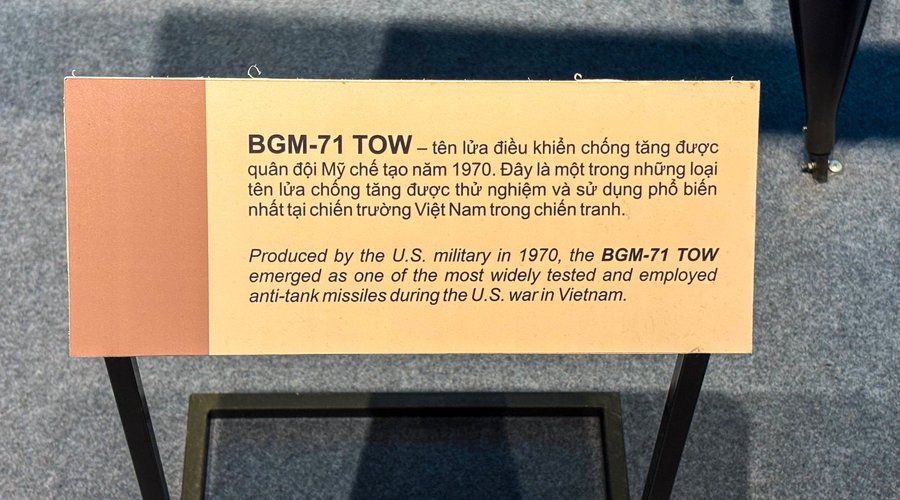 BGM-71 TOW – tên lửa điều khiển chống tăng được
quân đội Mỹ chế tạo năm 1970. Đây là một trong những loại
tên lửa chống tăng được thử nghiệm và sử dụng phổ biến
nhất tại chiến trường Việt Nam trong chiến tranh.
Produced by the U.S. military in 1970, the BGM-71 TOW
emerged as one of the most widely tested and employed
anti-tank missiles during the U.S. war in Vietnam.